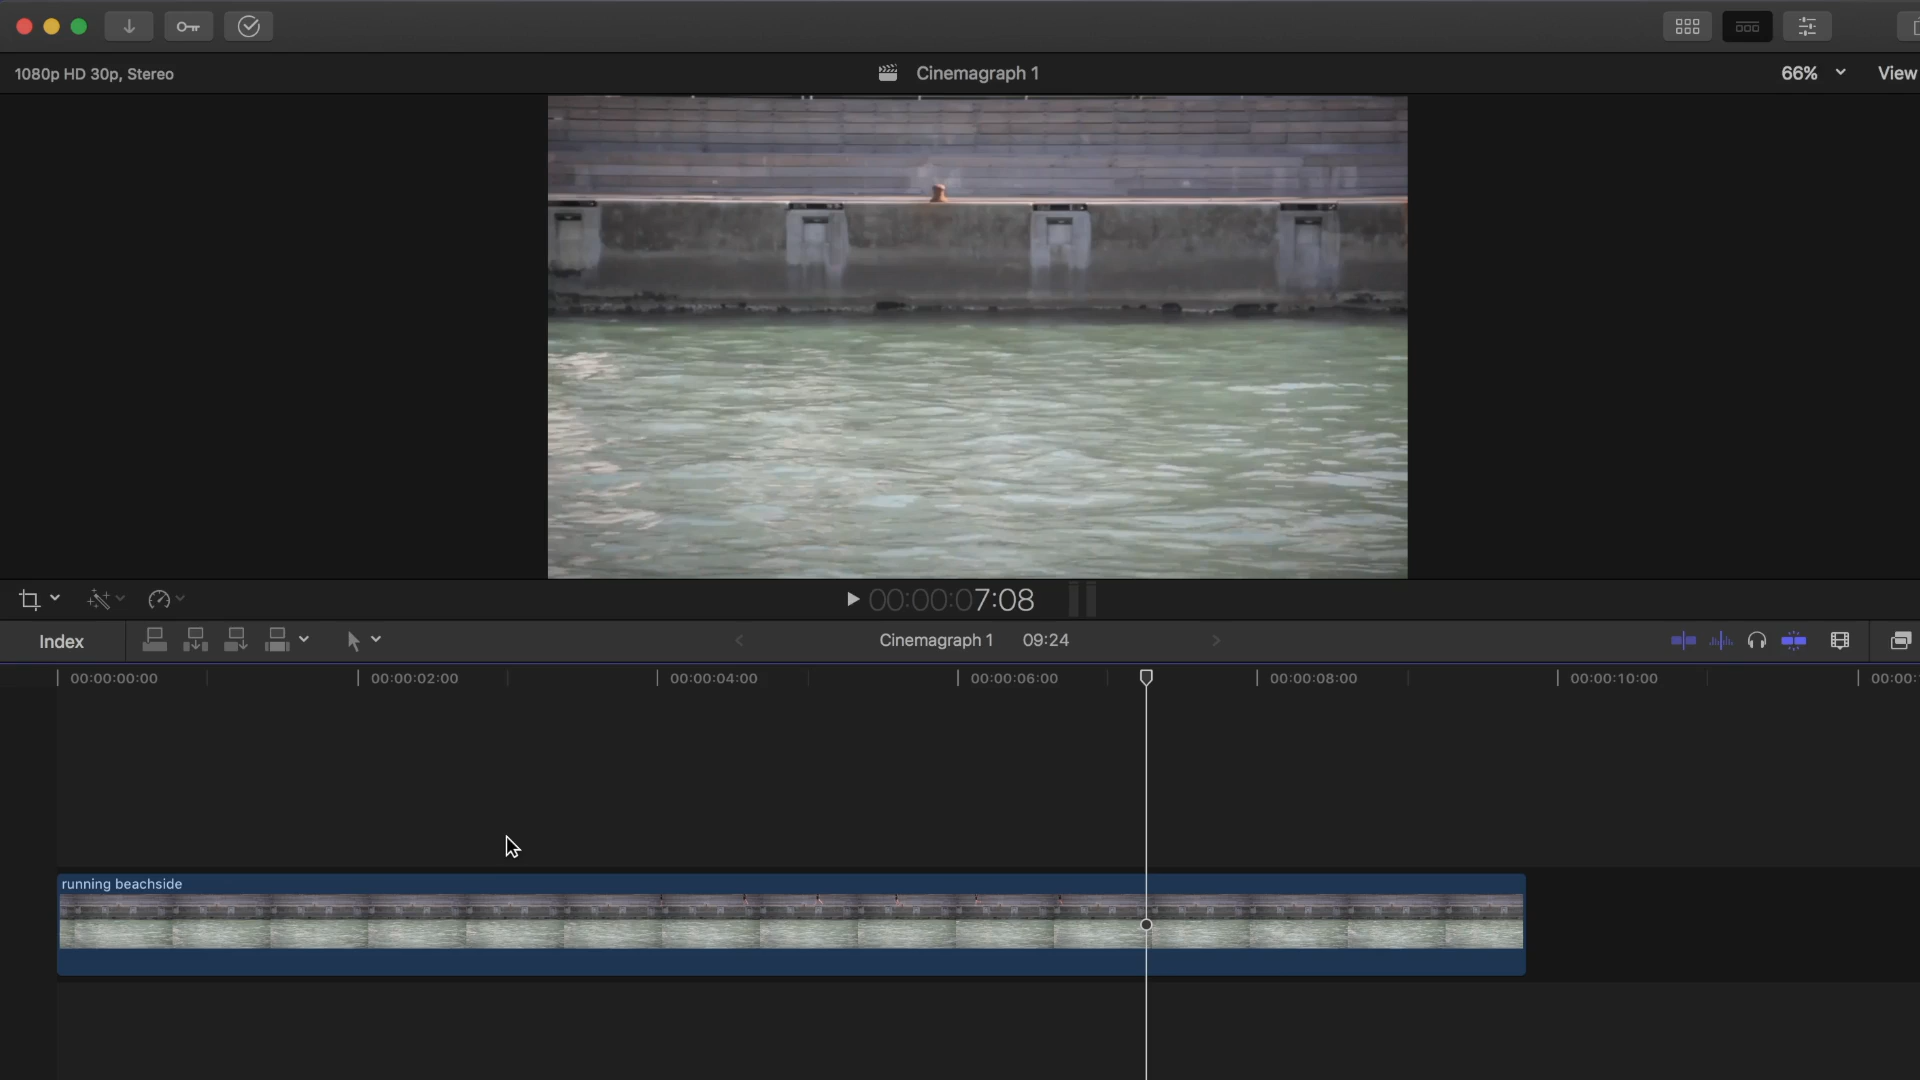 1080p HD 30p, Stereo
Cinemagraph 1
66%
View
00:00:07:08
Index
Cinemagraph 1
09:24
00:00:00:00
00:00:02:00
00:00:04:00
00:00:06:00
00:00:08:00
00:00:10:00
00:00:
running beachside